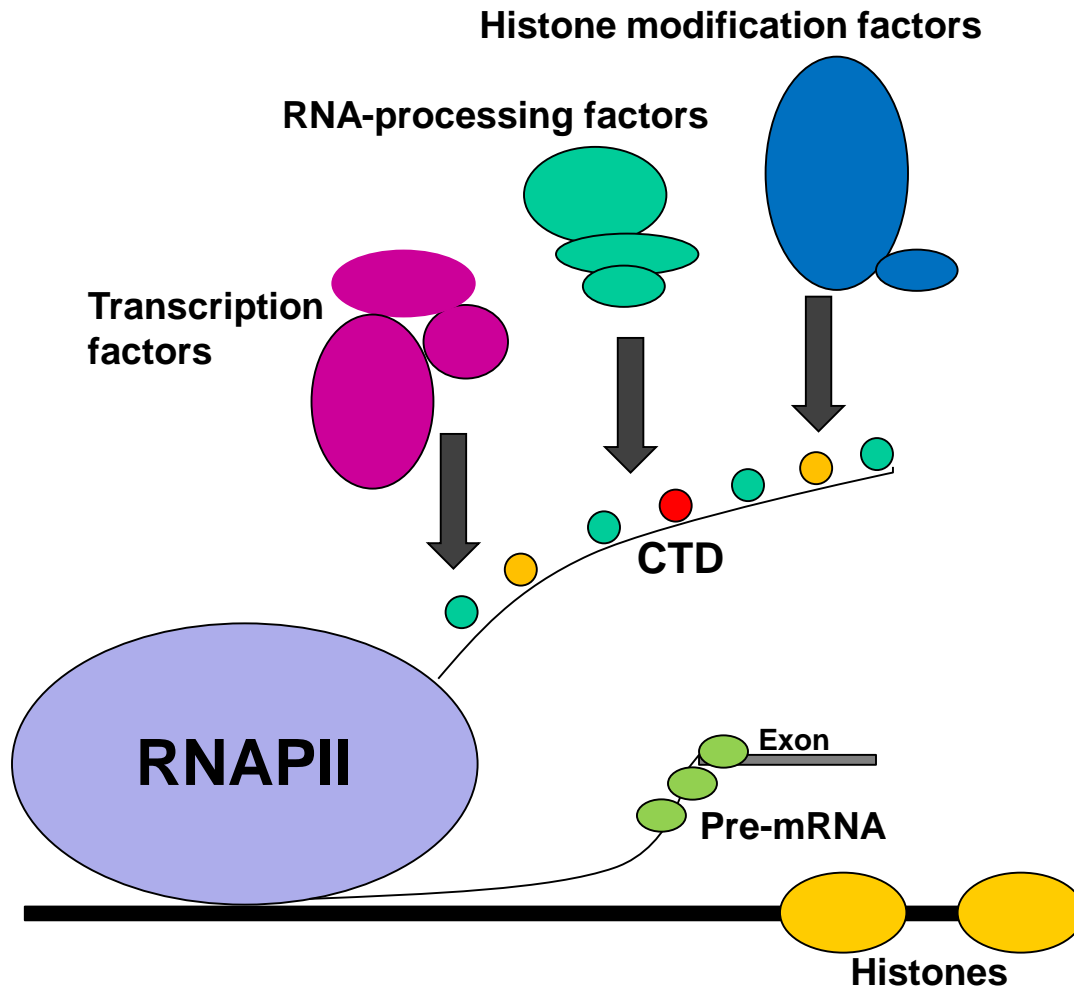 Histone modification factors
RNA-processing factors
Transcription
factors
CTD
RNAPII
Exon
Pre-mRNA
Histones